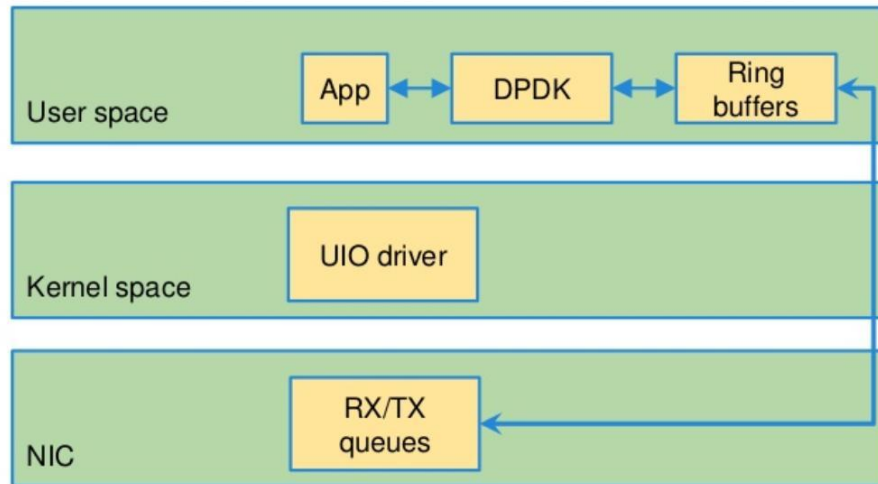 App
DPDK
Ring
buffers
User space
UIO driver
Kernel space
RX/TX
queues
NIC